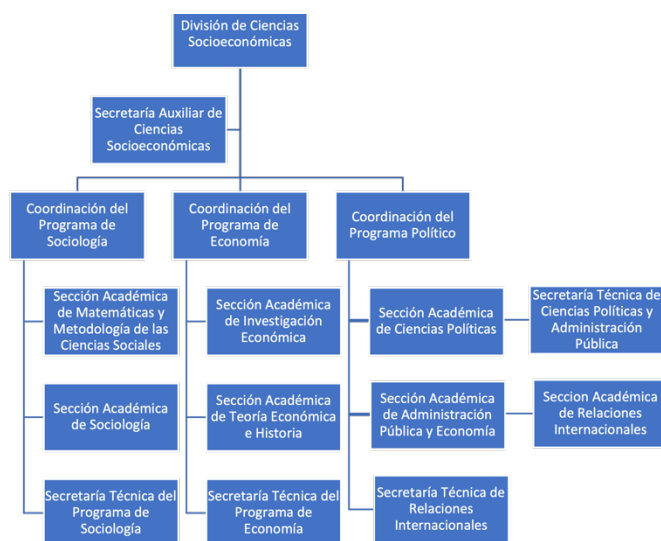 División de Ciencias
Socioeconómicas
Secretaría Auxiliar de
Ciencias
Socioeconómicas
Coordinación del
Programa de
Sociología
Coordinación del
Programa de
Economía
Coordinación del
Programa Político
Sección Académica
de Matemáticas y
Metodología de las
Ciencias Sociales
Sección Académica
de Investigación
Económica
Sección Académica
de Ciencias Políticas
Secretaría Técnica de
Ciencias Políticas y
Administración
Pública
Sección Académica
de Sociología
Sección Académica
de Teoría Económica
e Historia
Sección Académica
de Administración
Pública y Economía
Seccion Académica
de Relaciones
Internacionales
Secretaría Técnica del
Programa de
Sociología
Secretaría Técnica del
Programa de
Economía
Secretaría Técnica de
Relaciones
Internacionales